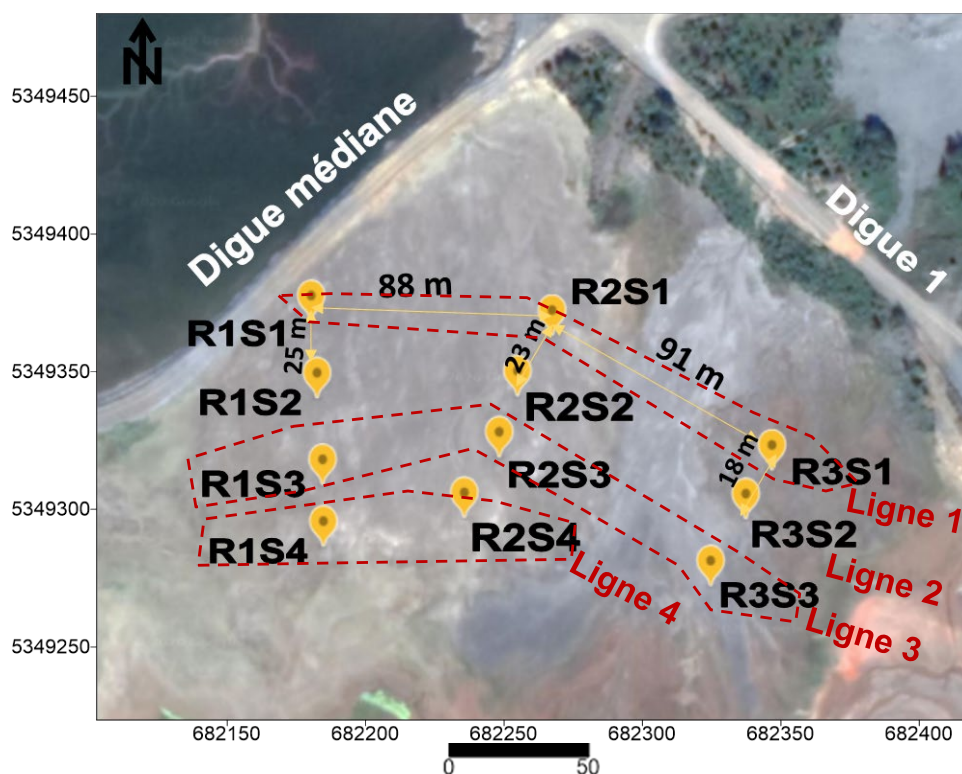 N
5349450
5349400
5349350
5349300
5349250
Digue médiane
Digue 1
88 m
R2S1
R1S1
25 m
23 m
91 m
R1S2
R2S2
18 m
R3S1
R1S3
R2S3
Ligne 1
R1S4
R2S4
R3S2
Ligne 2
Ligne 4
R3S3
Ligne 3
682150
682200
682250
682300
682350
682400
0
50